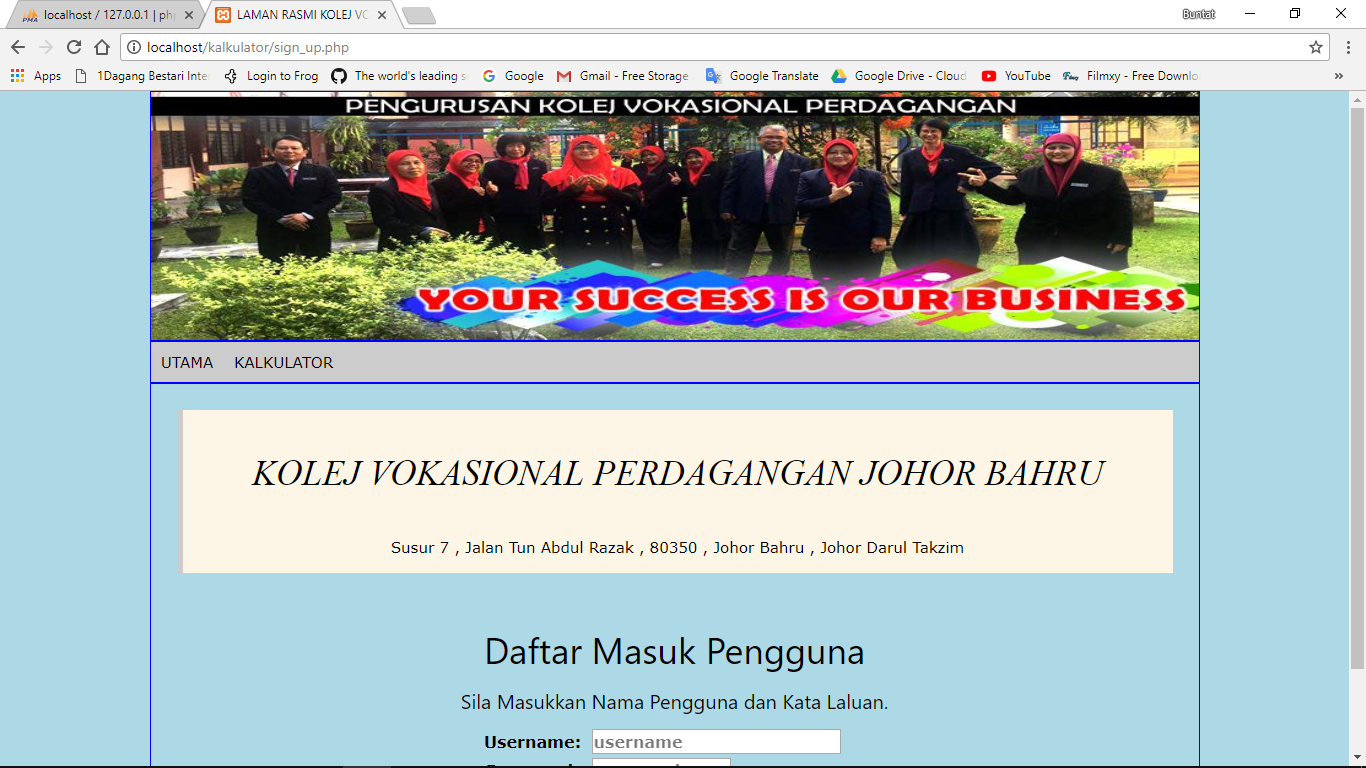 localhost / 127.0.0.1 | ph
LAMAN RASMI KOLEJ VO
Buntat
localhost/kalkulator/sign_up.php
Apps
1Dagang Bestari Inte
Login to Frog
The world's leading s
Google
Gmail - Free Storage
Google Translate
Google Drive - Cloud
YouTube
Filmxy - Free Downlo
PENGURUSAN KOLEJ VOKASIONAL PERDAGANGAN
YOUR SUCCESS IS OUR BUSINESS
UTAMA
KALKULATOR
KOLEJ VOKASIONAL PERDAGANGAN JOHOR BAHRU
Susur 7 , Jalan Tun Abdul Razak , 80350 , Johor Bahru , Johor Darul Takzim
Daftar Masuk Pengguna
Sila Masukkan Nama Pengguna dan Kata Laluan.
Username: username